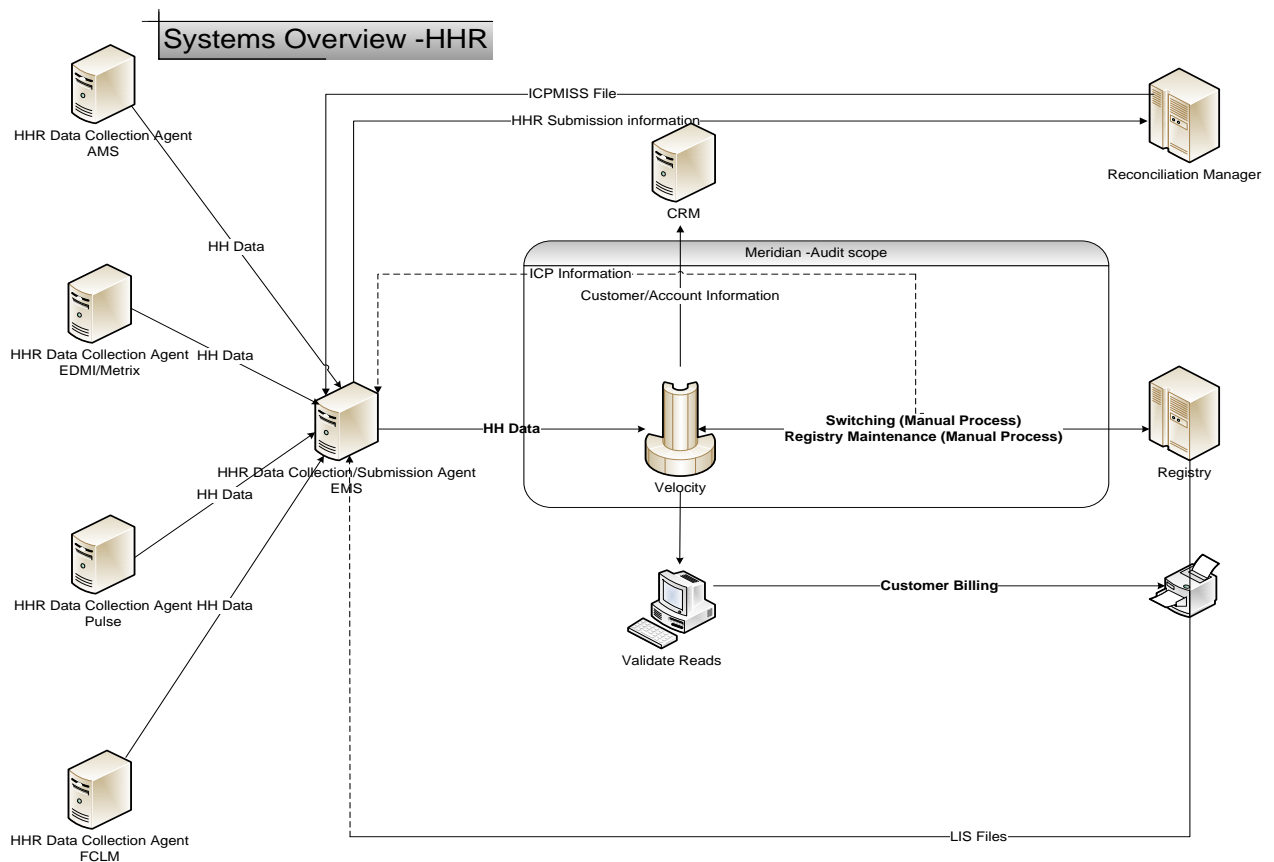 Systems Overview -HHR
ICPMISS File
HHR Submission information
HHR Data Collection Agent
AMS
Reconciliation Manager
CRM
HH Data
Meridian -Audit scope
ICP Information
Customer/Account Information
HHR Data Collection Agent
EDMI/Metrix
HH Data
HH Data
Switching (Manual Process)
Registry Maintenance (Manual Process)
HHR Data Collection/Submission Agent
EMS
Velocity
Registry
HH Data
HHR Data Collection Agent
Pulse
HH Data
Customer Billing
Validate Reads
HHR Data Collection Agent
FCLM
LIS Files